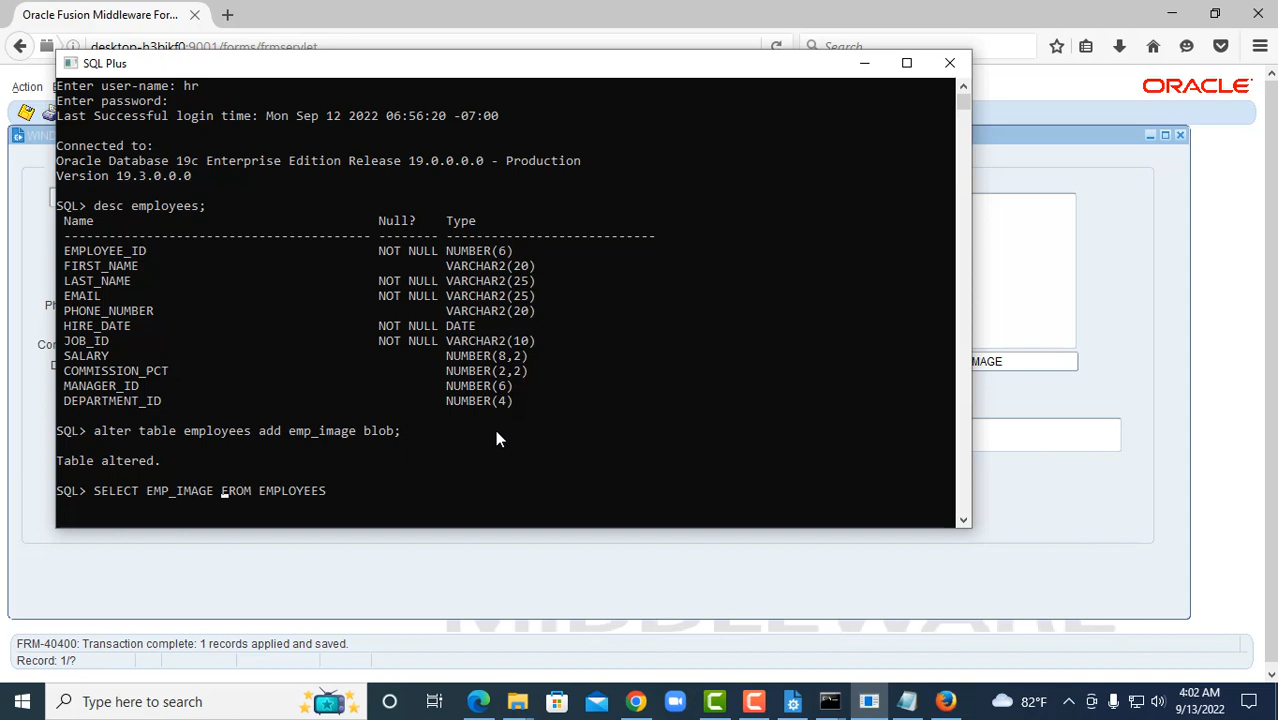 Oracle Fusion Middleware For...
desktop-h3bikf0:9001/forms/frmservlet
Search
SQL Plus
Action
ORACLE
Enter user-name: hr
Enter password:
Last Successful login time: Mon Sep 12 2022 06:56:20 -07:00
Connected to:
Oracle Database 19c Enterprise Edition Release 19.0.0.0.0 - Production
Version 19.3.0.0.0
SQL> desc employees;
Name Null? Type
----------------------------------------- -------- ----------------------------
EMPLOYEE_ID NOT NULL NUMBER(6)
FIRST_NAME VARCHAR2(20)
LAST_NAME NOT NULL VARCHAR2(25)
EMAIL NOT NULL VARCHAR2(25)
PHONE_NUMBER VARCHAR2(20)
HIRE_DATE NOT NULL DATE
JOB_ID NOT NULL VARCHAR2(10)
SALARY NUMBER(8,2)
COMMISSION_PCT NUMBER(2,2)
MANAGER_ID NUMBER(6)
DEPARTMENT_ID NUMBER(4)
SQL> alter table employees add emp_image blob;
Table altered.
SQL> SELECT EMP_IMAGE FROM EMPLOYEES
MIDDLEWARE
FRM-40400: Transaction complete: 1 records applied and saved.
Record: 1/?
Type here to search
82°F
4:02 AM
9/13/2022